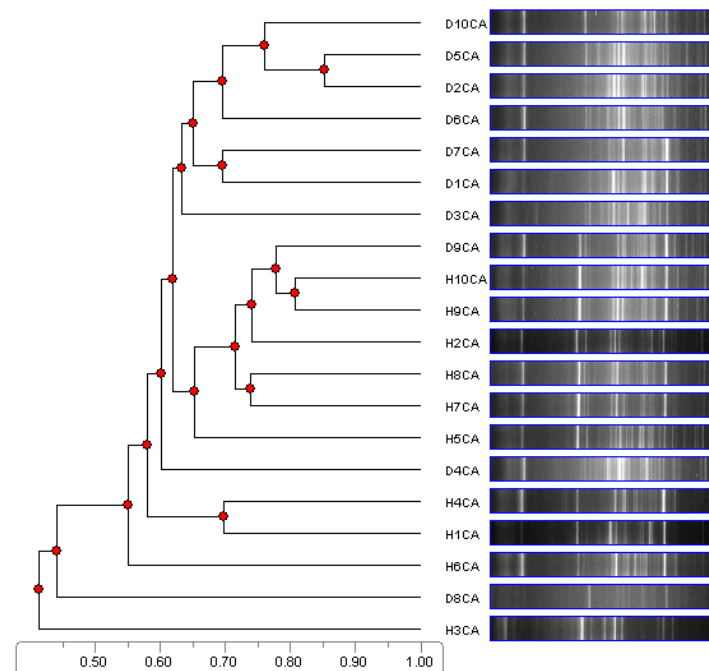 D10CA
D5CA
D2CA
D6CA
D7CA
D1CA
D3CA
D9CA
H10CA
H9CA
H2CA
H8CA
H7CA
H5CA
D4CA
H4CA
H1CA
H6CA
D8CA
H3CA
0.50 0.60 0.70 0.80 0.90 1.00